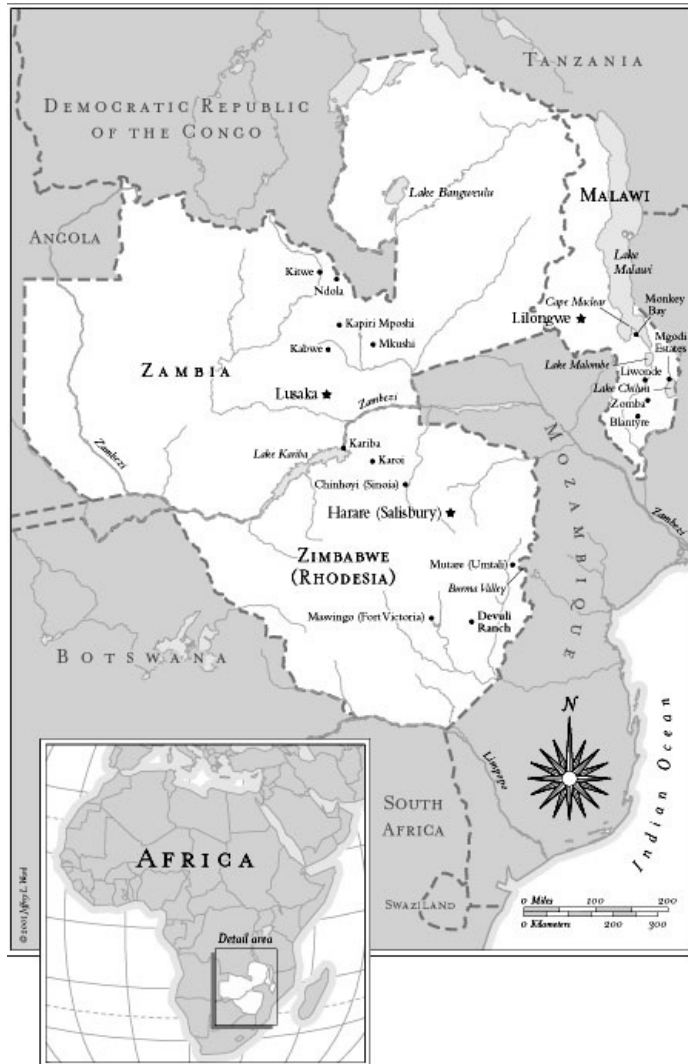 TANZANIA
DEMOCRATIC REPUBLIC
OF THE CONGO
Lake Bangweulu
MALAWI
ANGOLA
Lake
Malawi
Kitwe
Ndola
Cape Maclear
Monkey
Bay
Lilongwe
Kapiri Mposhi
Mkushi
Kabwe
Mgodi
Estates
Lake Malombe
Liwonde
ZAMBIA
Lake Chilwa
Lusaka
Zambezi
Zomba
Blantyre
Zambezi
Kariba
Lake Kariba
Karoi
Chinhoyi (Sinoia)
MOZAMBIQUE
Harare (Salisbury)
Zambezi
ZIMBABWE
(RHODESIA)
Mutare (Umtali)
Burma Valley
Masvingo (Fort Victoria)
Devuli
Ranch
BOTSWANA
N
Limpopo
Indian Ocean
SOUTH
AFRICA
SWAZILAND
0 Miles 100 200
0 Kilometers 200 300
AFRICA
Detail area
© 2001 Jeffrey L. Ward